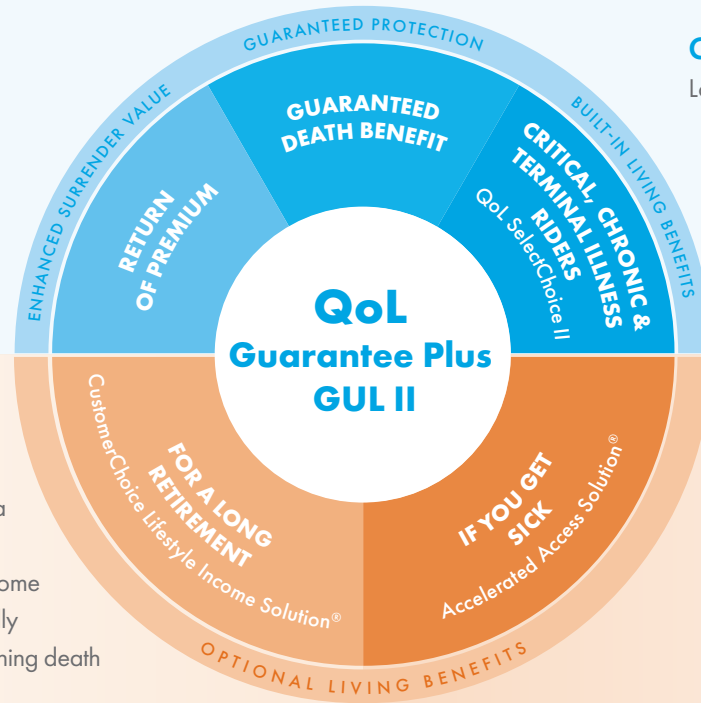 GUARANTEED PROTECTION
ENHANCED SURRENDER VALUE
BUILT-IN LIVING BENEFITS
GUARANTEED
DEATH BENEFIT
RETURN
OF PREMIUM
CRITICAL, CHRONIC &
TERMINAL ILLNESS
RIDERS
QoL SelectChoice II
QoL
Guarantee Plus
GUL II
FOR A LONG
RETIREMENT
CustomerChoice Lifestyle Income Solution®
IF YOU GET
SICK
Accelerated Access Solution®
OPTIONAL LIVING BENEFITS
a
death